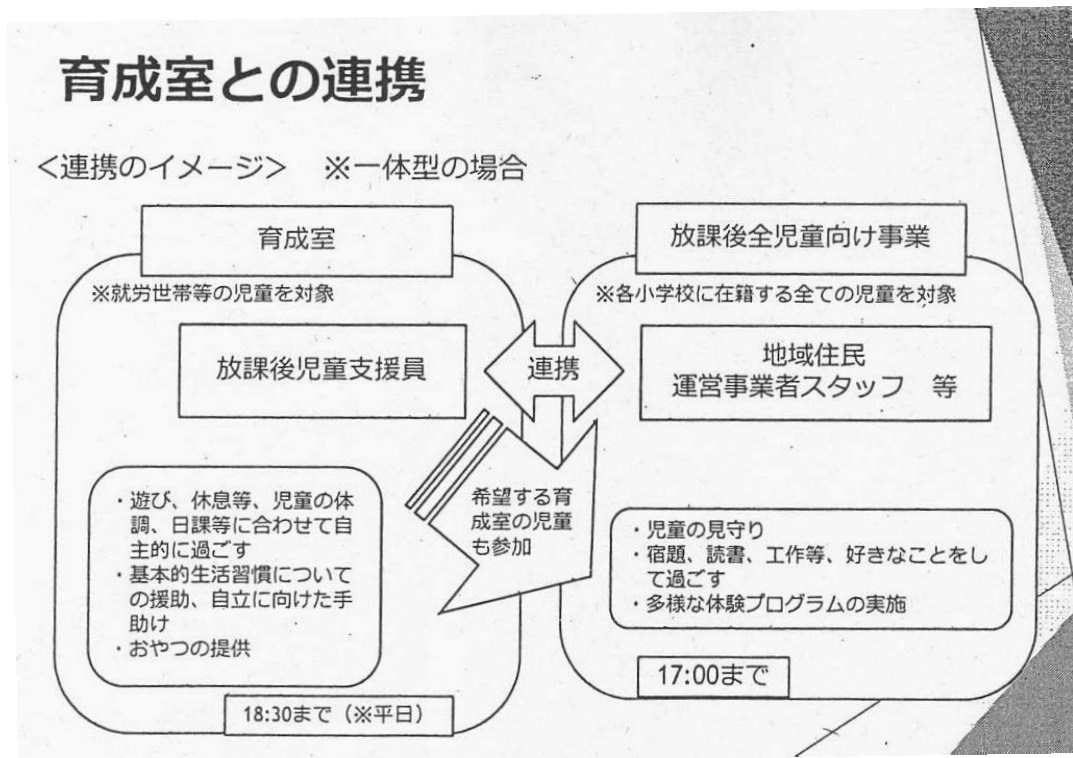 育成室との連携
＜連携のイメージ＞　※一体型の場合
育成室
※就労世帯等の児童を対象
放課後児童支援員
・遊び、休息等、児童の体
調、日課等に合わせて自
主的に過ごす
・基本的生活習慣について
の援助、自立に向けた手
助け
・おやつの提供
18:30まで（※平日）
連携
希望する育
成室の児童
も参加
放課後全児童向け事業
※各小学校に在籍する全ての児童を対象
地域住民
運営事業者スタッフ　等
・児童の見守り
・宿題、読書、工作等、好きなことをし
て過ごす
・多様な体験プログラムの実施
17:00まで